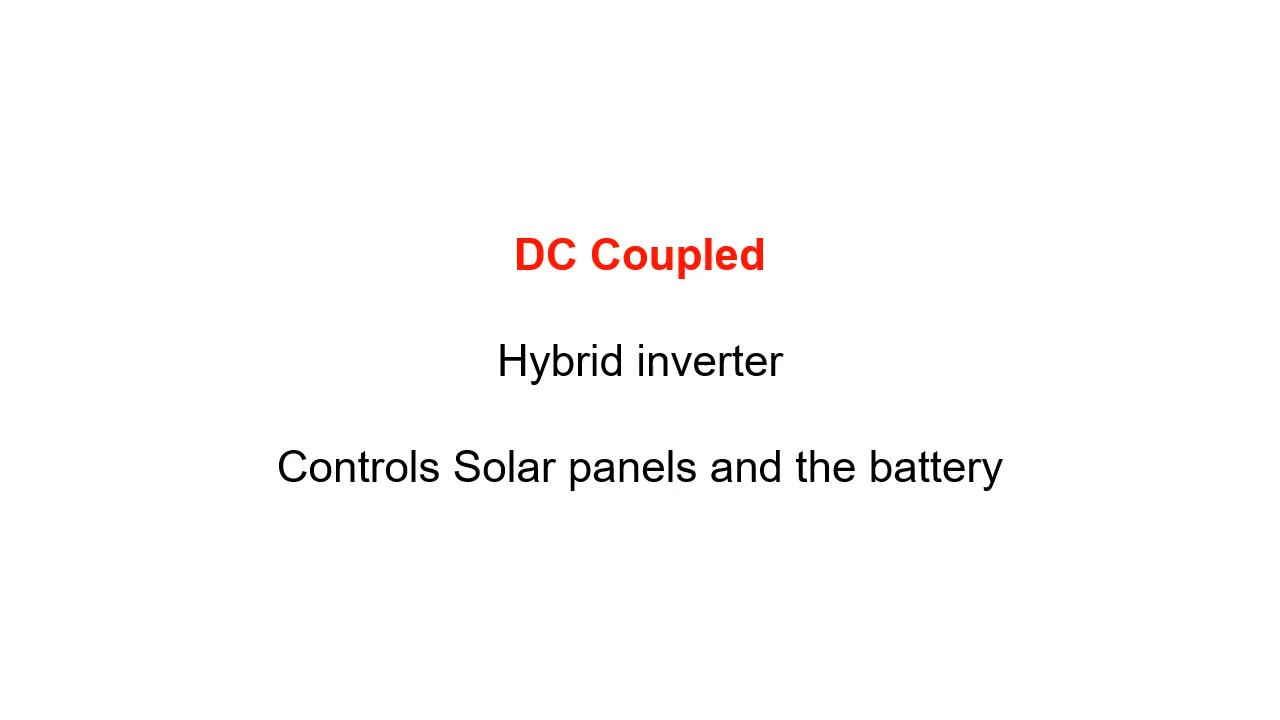 DC Coupled
Hybrid inverter
Controls Solar panels and the battery